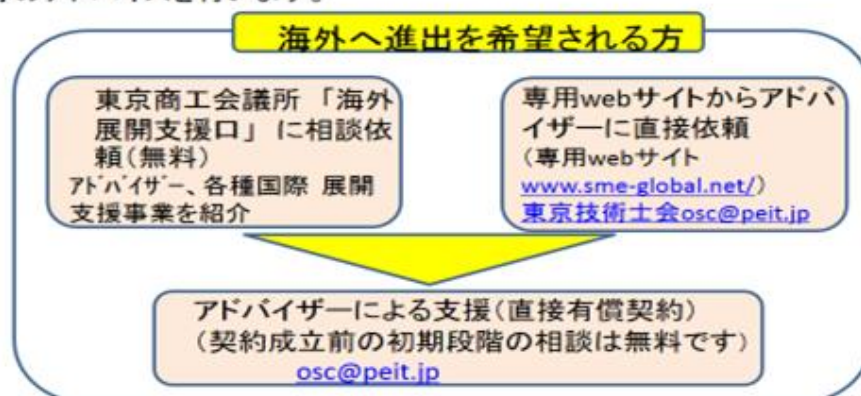 海外へ進出を希望される方
東京商工会議所 「海外
展開支援口」 に相談依
頼(無料)
ｱﾄﾞﾊﾞｲｻﾞｰ、各種国際 展開
支援事業を紹介
専用webサイトからアドバ
イザーに直接依頼
(専用webサイト
www.sme-global.net/)
東京技術士会osc@peit.jp
アドバイザーによる支援(直接有償契約)
(契約成立前の初期段階の相談は無料です)
osc@peit.jp